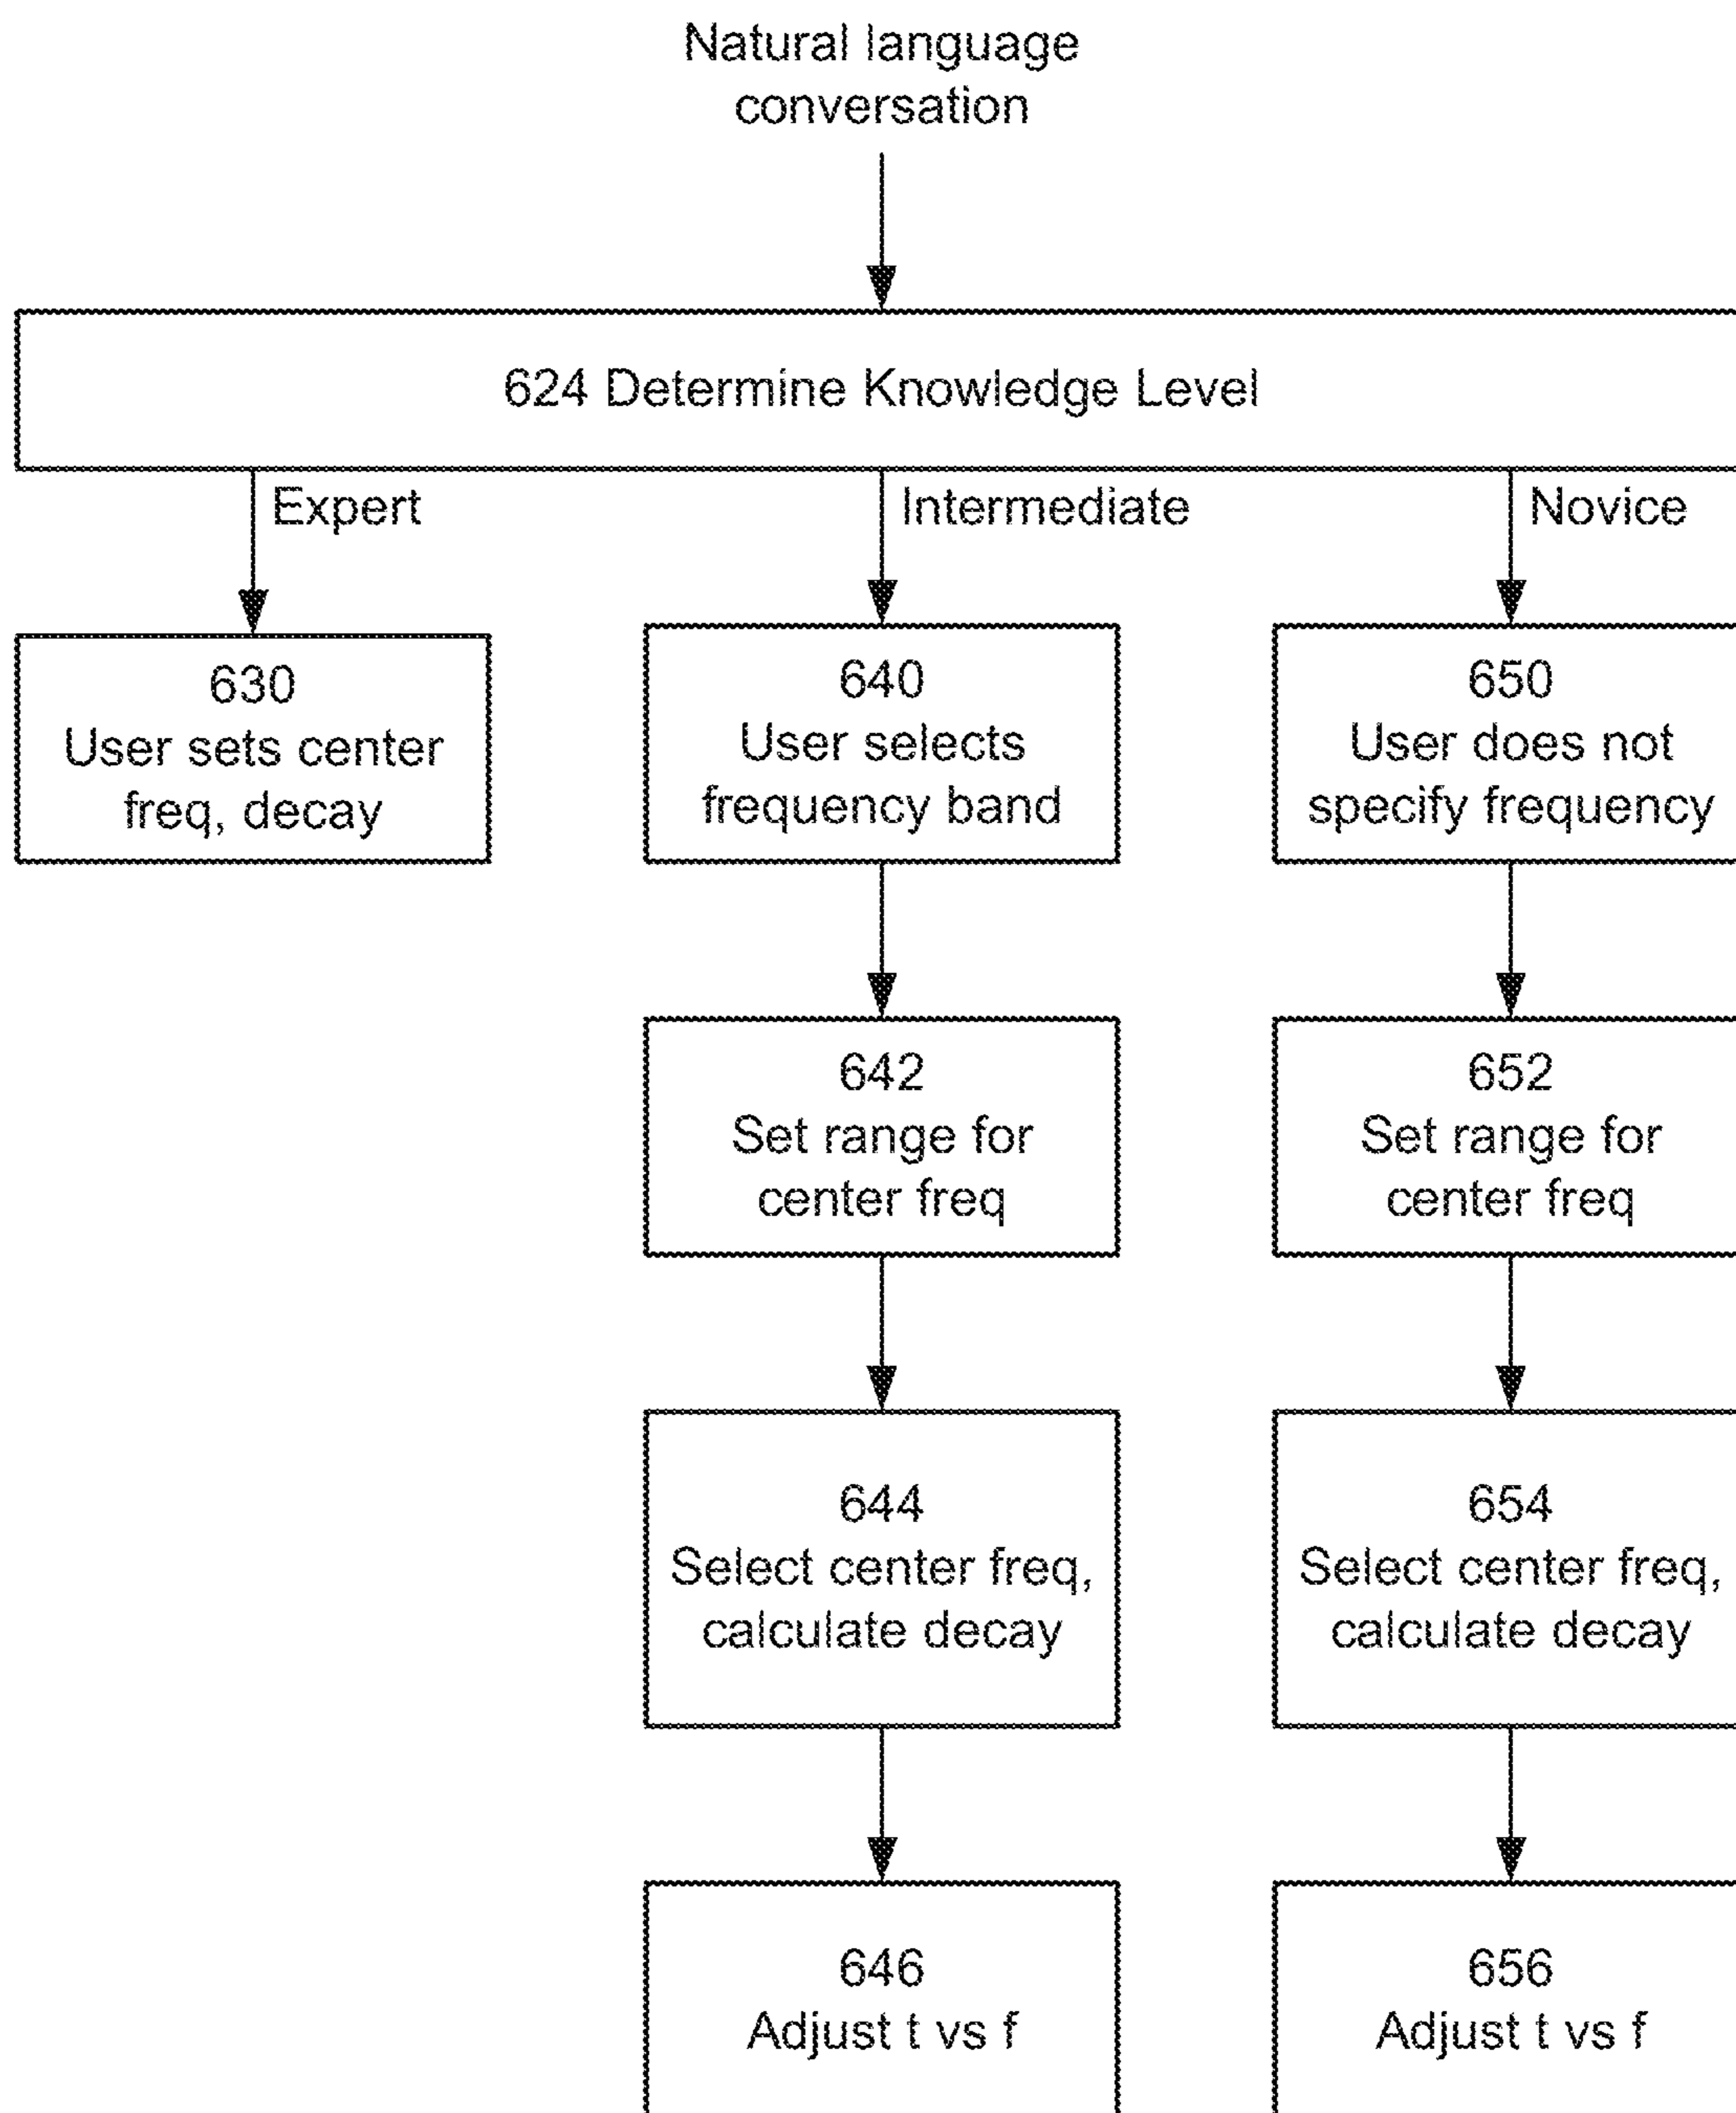 Natural language
conversation
624 Determine Knowledge Level
Expert
Intermediate
Novice
630
User sets center
freq, decay
640
User selects
frequency band
650
User does not
specify frequency
642
Set range for
center freq
652
Set range for
center freq
644
Select center freq,
calculate decay
654
Select center freq,
calculate decay
646
Adjust t vs f
656
Adjust t vs f